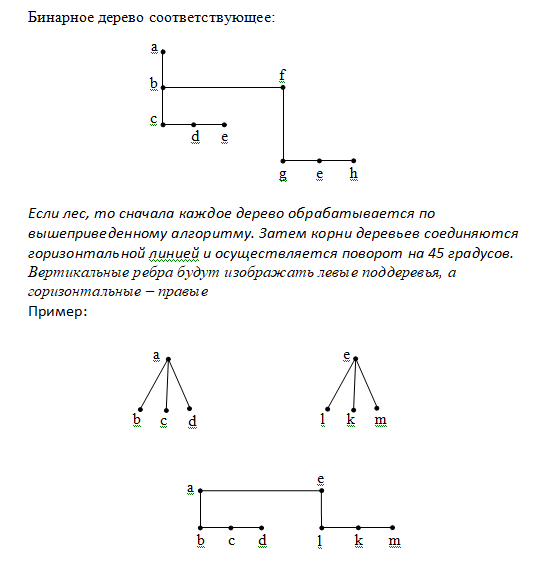 Бинарное дерево соответствующее:
a
b f
c
d e
g e h
Если лес, то сначала каждое дерево обрабатывается по
вышеприведенному алгоритму. Затем корни деревьев соединяются
горизонтальной линией и осуществляется поворот на 45 градусов.
Вертикальные ребра будут изображать левые поддеревья, а
горизонтальные – правые
Пример:
a e
b c d l k m
a e
b c d l k m